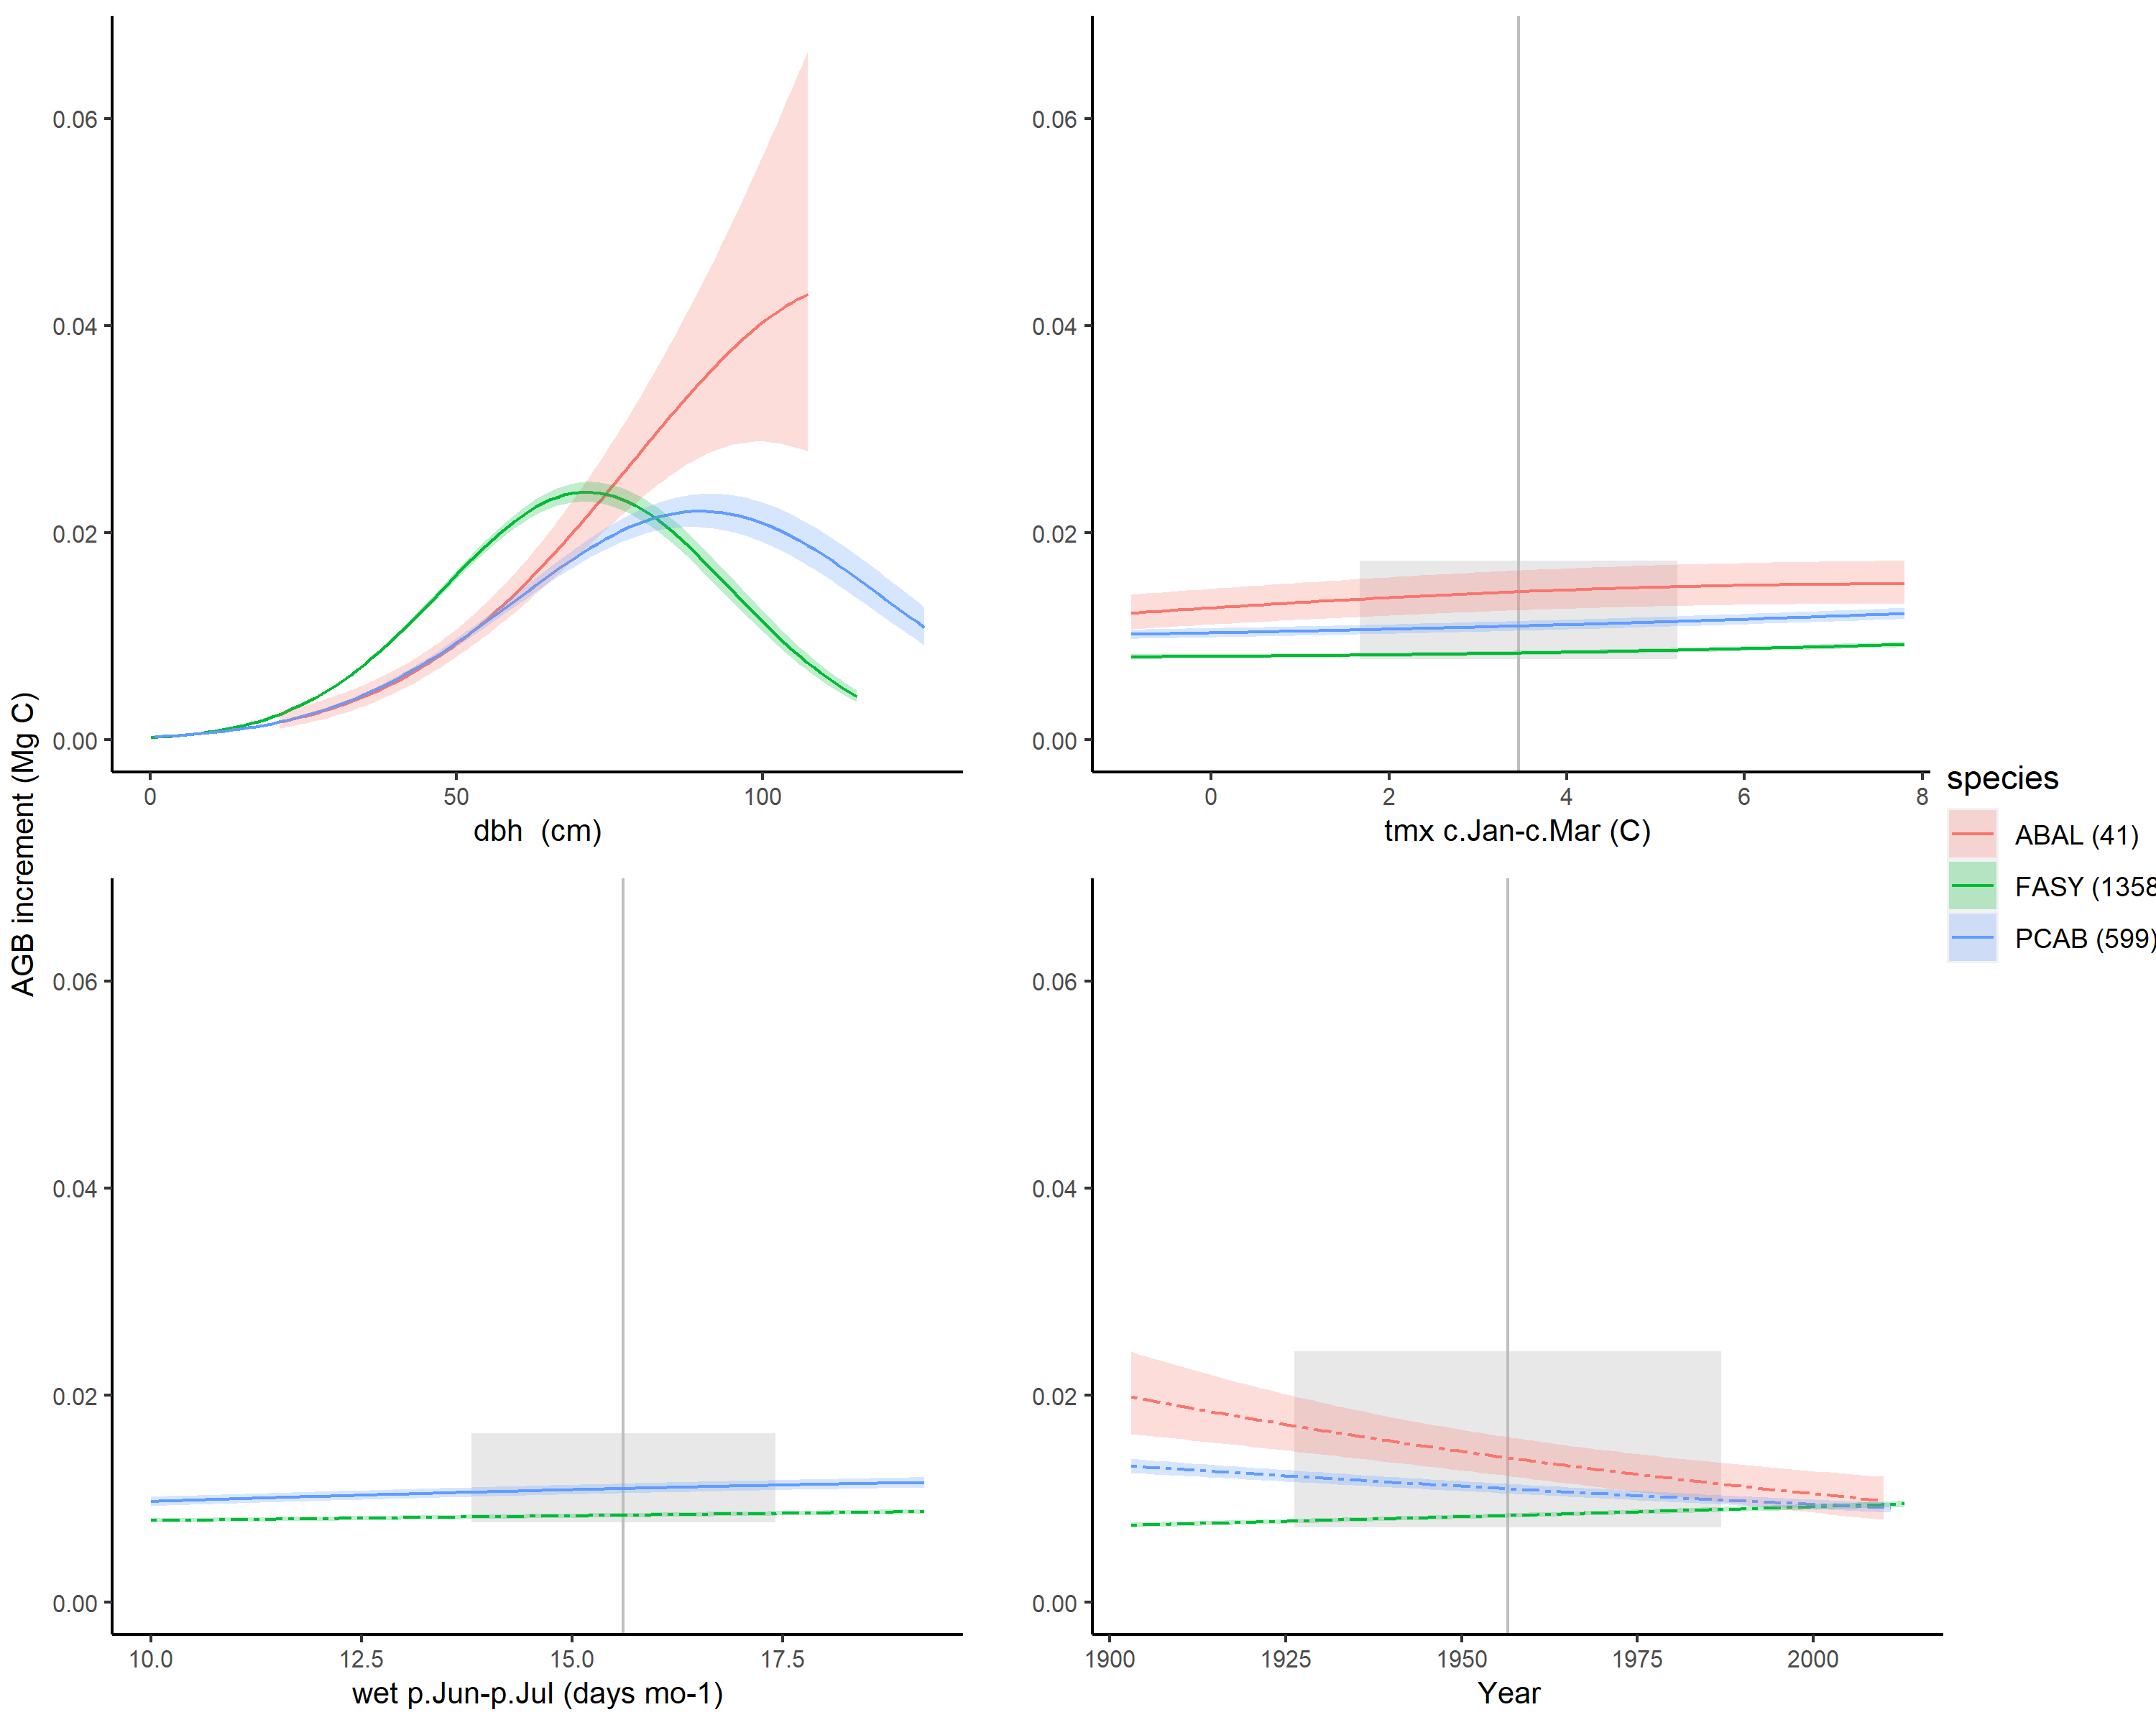 AGB increment (Mg C)
0.06
0.04
0.02
0.00
0 50 100
dbh (cm)
0.06
0.04
0.02
0.00
0 2 4 6 8
tmx c.Jan-c.Mar (C)
0.06
0.04
0.02
0.00
10.0 12.5 15.0 17.5
wet p.Jun-p.Jul (days mo-1)
0.06
0.04
0.02
0.00
1900 1925 1950 1975 2000
Year
species
ABAL (41)
FASY (1358
PCAB (599)